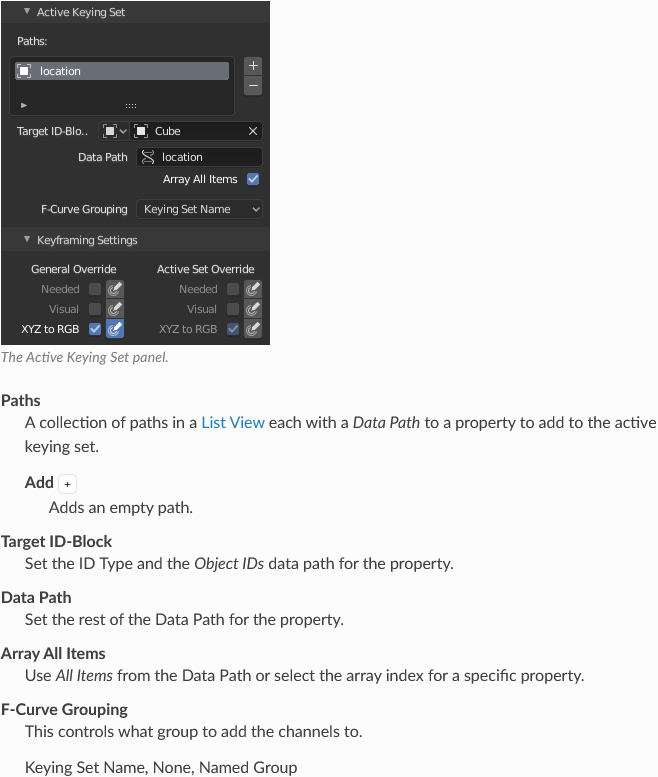 Active Keying Set
Paths:
location
Target ID-Blo..
Cube
Data Path
location
Array All Items
F-Curve Grouping
Keying Set Name
Keyframing Settings
General Override
Active Set Override
Needed
Needed
Visual
Visual
XYZ to RGB
XYZ to RGB
The Active Keying Set panel.
Paths
A collection of paths in a List View each with a Data Path to a property to add to the active
keying set.
Add +
Adds an empty path.
Target ID-Block
Set the ID Type and the Object IDs data path for the property.
Data Path
Set the rest of the Data Path for the property.
Array All Items
Use All Items from the Data Path or select the array index for a specific property.
F-Curve Grouping
This controls what group to add the channels to.
Keying Set Name, None, Named Group